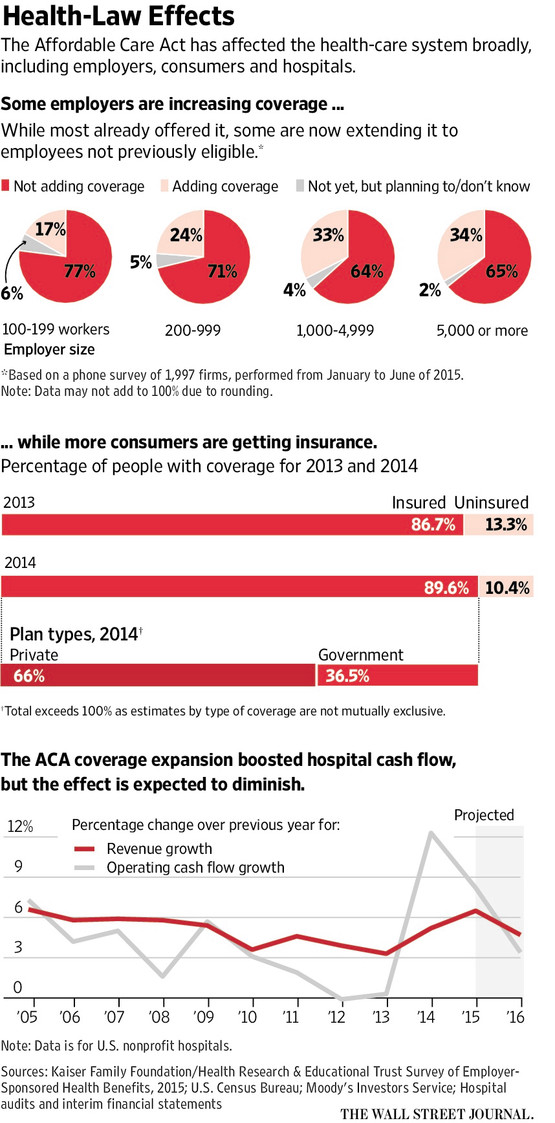 Health-Law Effects
The Affordable Care Act has affected the health-care system broadly,
including employers, consumers and hospitals.
Some employers are increasing coverage ...
While most already offered it, some are now extending it to
employees not previously eligible.*
Not adding coverage Adding coverage Not yet, but planning to/don't know
17% 24% 33% 34%
77% 5% 71% 64% 65%
6% 4% 2%
100-199 workers 200-999 1,000-4,999 5,000 or more
Employer size
*Based on a phone survey of 1,997 firms, performed from January to June of 2015.
Note: Data may not add to 100% due to rounding.
... while more consumers are getting insurance.
Percentage of people with coverage for 2013 and 2014
2013 Insured Uninsured
86.7% 13.3%
2014
89.6% 10.4%
Plan types, 2014†
Private Government
66% 36.5%
†Total exceeds 100% as estimates by type of coverage are not mutually exclusive.
The ACA coverage expansion boosted hospital cash flow,
but the effect is expected to diminish.
Projected
12% Percentage change over previous year for:
Revenue growth
9 Operating cash flow growth
6
3
0
'05 '06 '07 '08 '09 '10 '11 '12 '13 '14 '15 '16
Note: Data is for U.S. nonprofit hospitals.
Sources: Kaiser Family Foundation/Health Research & Educational Trust Survey of Employer-
Sponsored Health Benefits, 2015; U.S. Census Bureau; Moody's Investors Service; Hospital
audits and interim financial statements
THE WALL STREET JOURNAL.